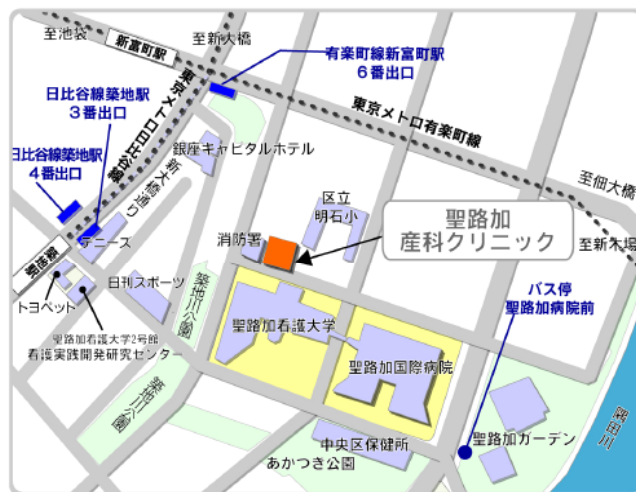 至池袋
新富町駅
至新大橋
有楽町線新富町駅
６番出口
日比谷線築地駅
３番出口
東京メトロ日比谷線
東京メトロ有楽町線
日比谷線築地駅
４番出口
新大橋通り
銀座キャピタルホテル
至佃大橋
区立
明石小
聖路加
産科クリニック
消防署
テニース
至新木場
築地駅
日刊スポーツ
築地川公園
バス停
聖路加病院前
トヨペット
聖路加看護大学
聖路加看護大学2号館
看護実践開発研究センター
聖路加国際病院
築地川公園
隅田川
中央区保健所
聖路加ガーデン
あかつき公園